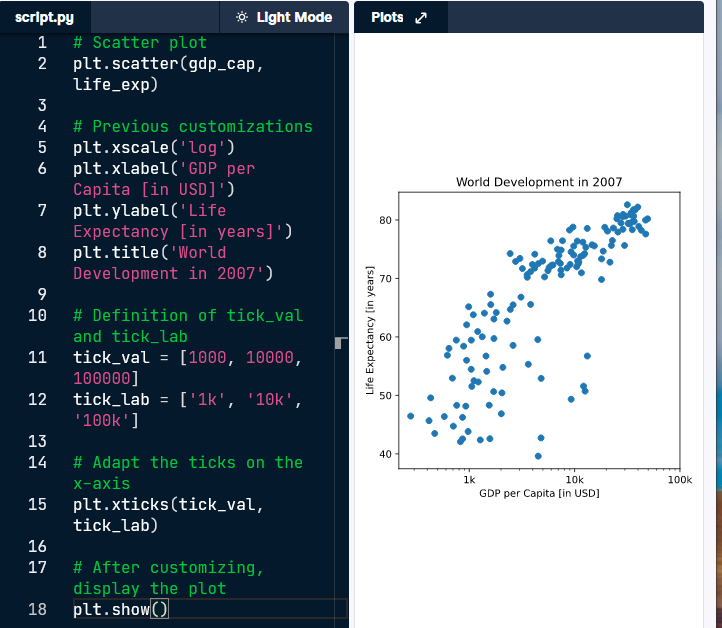 script.py
Light Mode
1 # Scatter plot
2 plt.scatter(gdp_cap,
life_exp)
3
4 # Previous customizations
5 plt.xscale('log')
6 plt.xlabel('GDP per
Capita [in USD]')
7 plt.ylabel('Life
Expectancy [in years]')
8 plt.title('World
Development in 2007')
9
10 # Definition of tick_val
and tick_lab
11 tick_val = [1000, 10000,
100000]
12 tick_lab = ['1k', '10k',
'100k']
13
14 # Adapt the ticks on the
x-axis
15 plt.xticks(tick_val,
tick_lab)
16
17 # After customizing,
display the plot
18 plt.show()
Plots
World Development in 2007
Life Expectancy [in years]
80
70
60
50
40
1k 10k 100k
GDP per Capita [in USD]